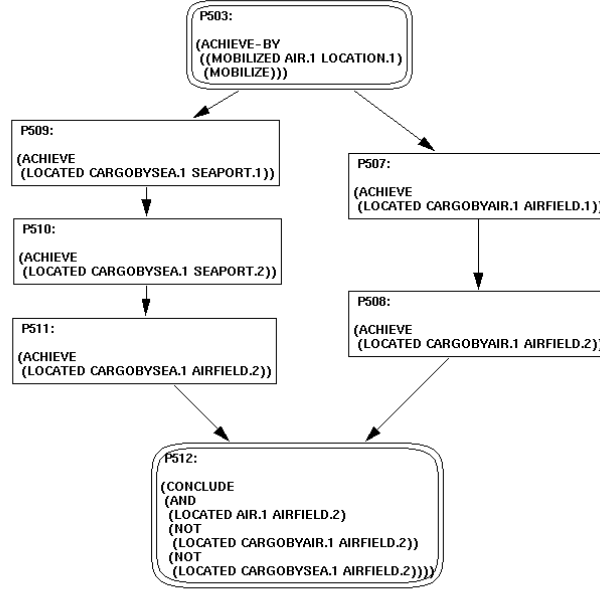 P503:
(ACHIEVE-BY
((MOBILIZED AIR.1 LOCATION.1)
(MOBILIZE)))
P509:
(ACHIEVE
(LOCATED CARGOBYSEA.1 SEAPORT.1))
P510:
(ACHIEVE
(LOCATED CARGOBYSEA.1 SEAPORT.2))
P511:
(ACHIEVE
(LOCATED CARGOBYSEA.1 AIRFIELD.2))
P507:
(ACHIEVE
(LOCATED CARGOBYAIR.1 AIRFIELD.1))
P508:
(ACHIEVE
(LOCATED CARGOBYAIR.1 AIRFIELD.2))
P512:
(CONCLUDE
(AND
(LOCATED AIR.1 AIRFIELD.2)
(NOT
(LOCATED CARGOBYAIR.1 AIRFIELD.2))
(NOT
(LOCATED CARGOBYSEA.1 AIRFIELD.2))))